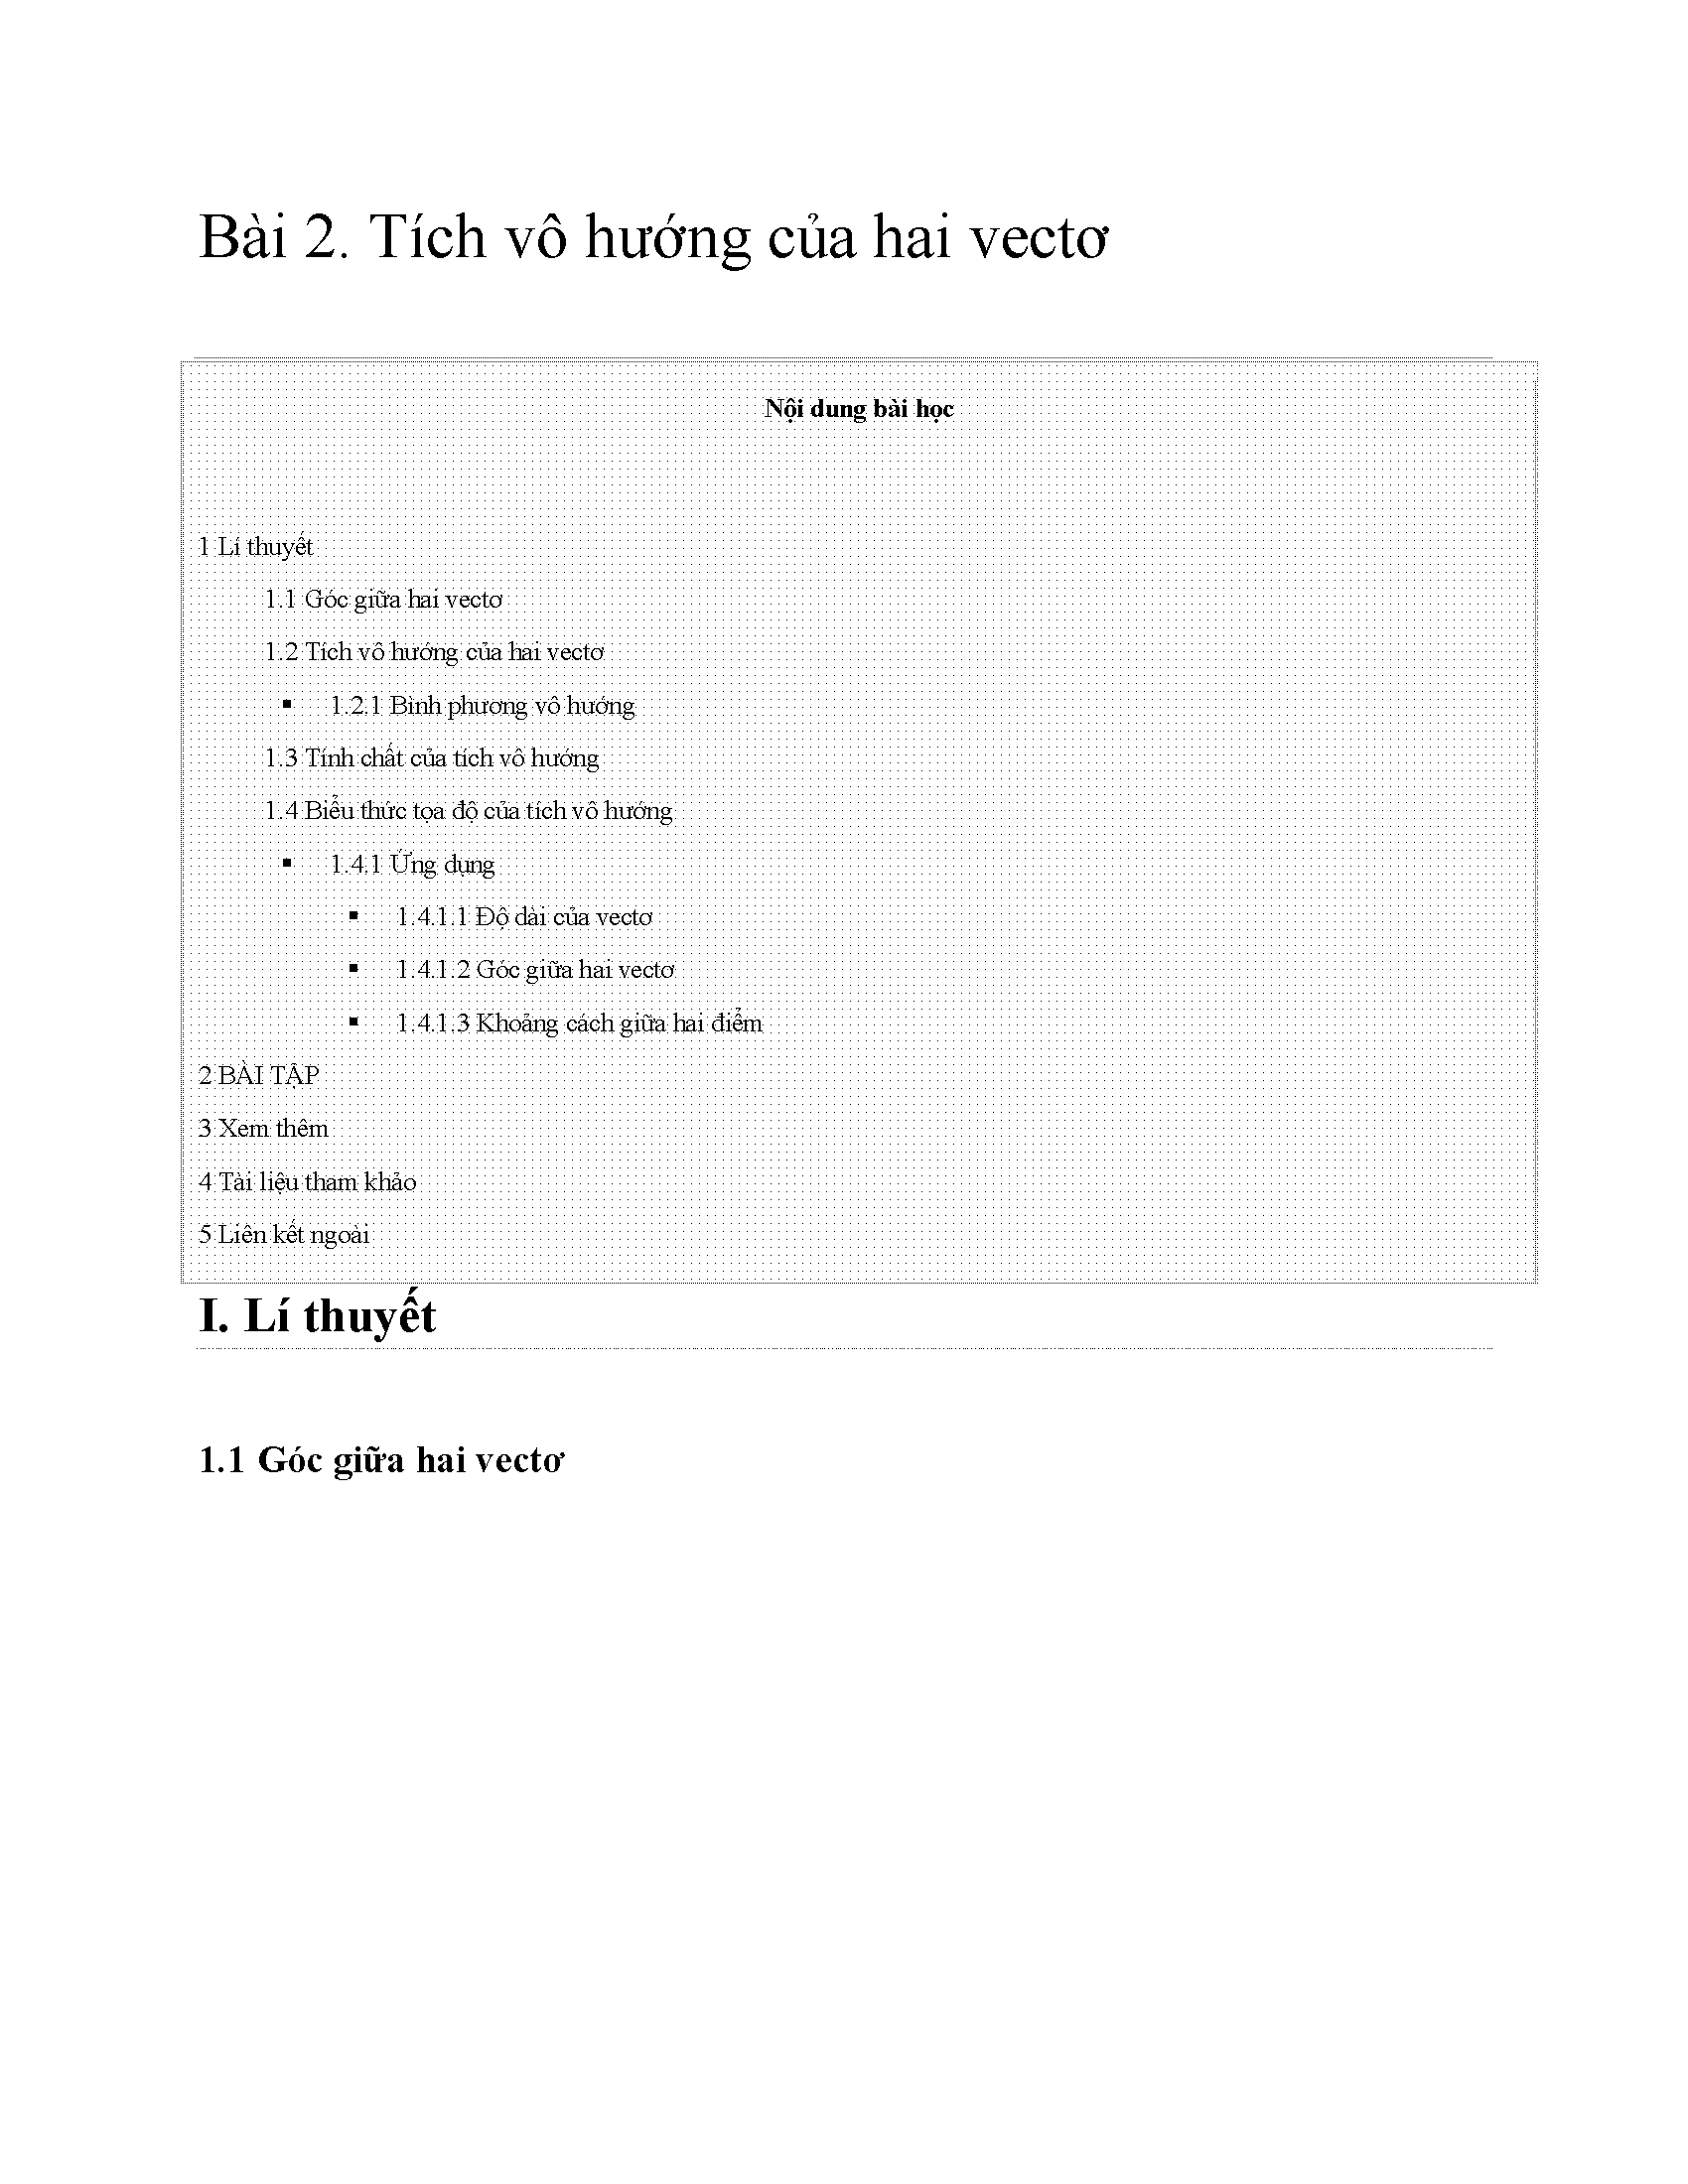 Bài 2. Tích vô hướng của hai vectơ
Nội dung bài học
1 Lí thuyết
1.1 Góc giữa hai vectơ
1.2 Tích vô hướng của hai vectơ
▪ 1.2.1 Bình phương vô hướng
1.3 Tính chất của tích vô hướng
1.4 Biểu thức tọa độ của tích vô hướng
▪ 1.4.1 Ứng dụng
▪ 1.4.1.1 Độ dài của vectơ
▪ 1.4.1.2 Góc giữa hai vectơ
▪ 1.4.1.3 Khoảng cách giữa hai điểm
2 BÀI TẬP
3 Xem thêm
4 Tài liệu tham khảo
5 Liên kết ngoài
I. Lí thuyết
1.1 Góc giữa hai vectơ